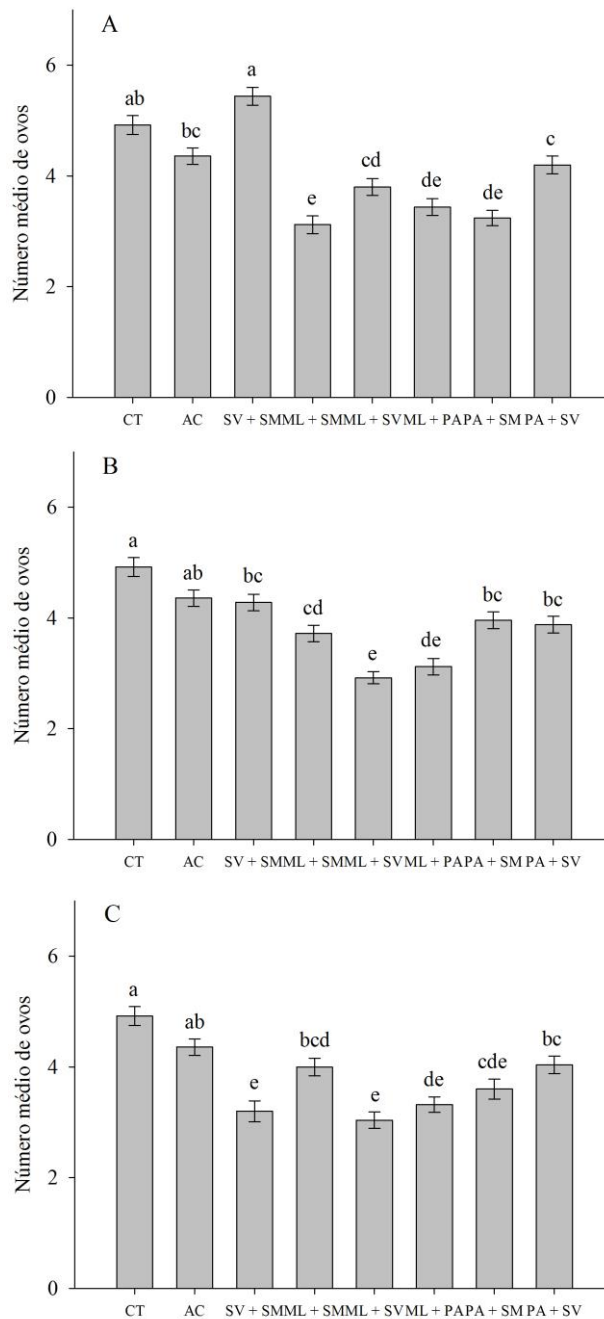 A
Número médio de ovos
6
4
2
0
ab
bc
a
e
cd
de
de
c
CT AC SV + SM ML + SM ML + SV ML + PA PA + SM PA + SV
B
Número médio de ovos
6
4
2
0
a
ab
bc
cd
e
de
bc
bc
CT AC SV + SM ML + SM ML + SV ML + PA PA + SM PA + SV
C
Número médio de ovos
6
4
2
0
a
ab
e
bcd
e
de
cde
bc
CT AC SV + SM ML + SM ML + SV ML + PA PA + SM PA + SV